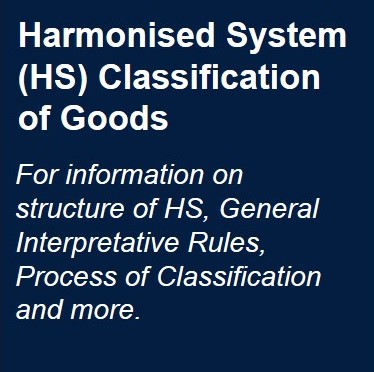 Harmonised System
(HS) Classification
of Goods
For information on
structure of HS, General
Interpretative Rules,
Process of Classification
and more.